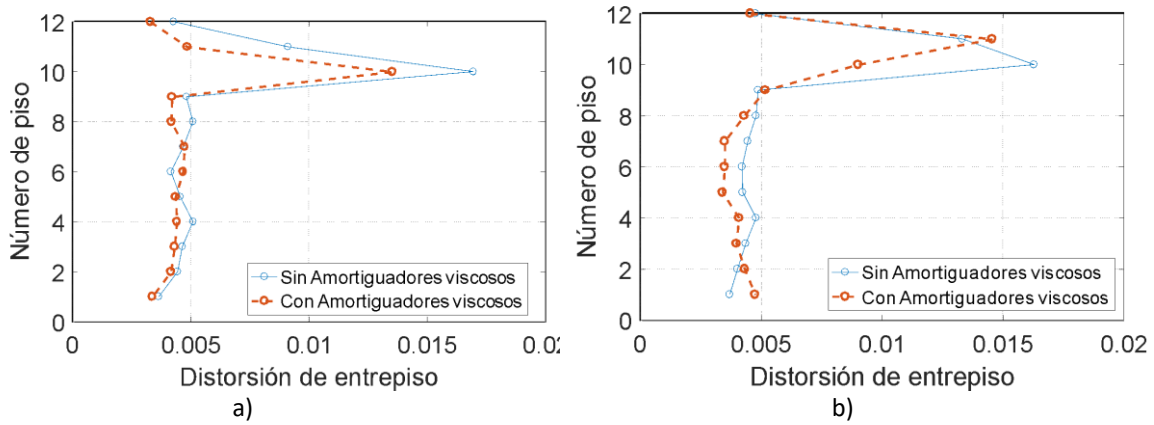 12
10
8
6
4
2
0
Número de piso
Sin Amortiguadores viscosos
Con Amortiguadores viscosos
0
0.005
0.01
0.015
0.02
Distorsión de entrepiso
a)
12
10
8
6
4
2
0
Número de piso
Sin Amortiguadores viscosos
Con Amortiguadores viscosos
0
0.005
0.01
0.015
0.02
Distorsión de entrepiso
b)